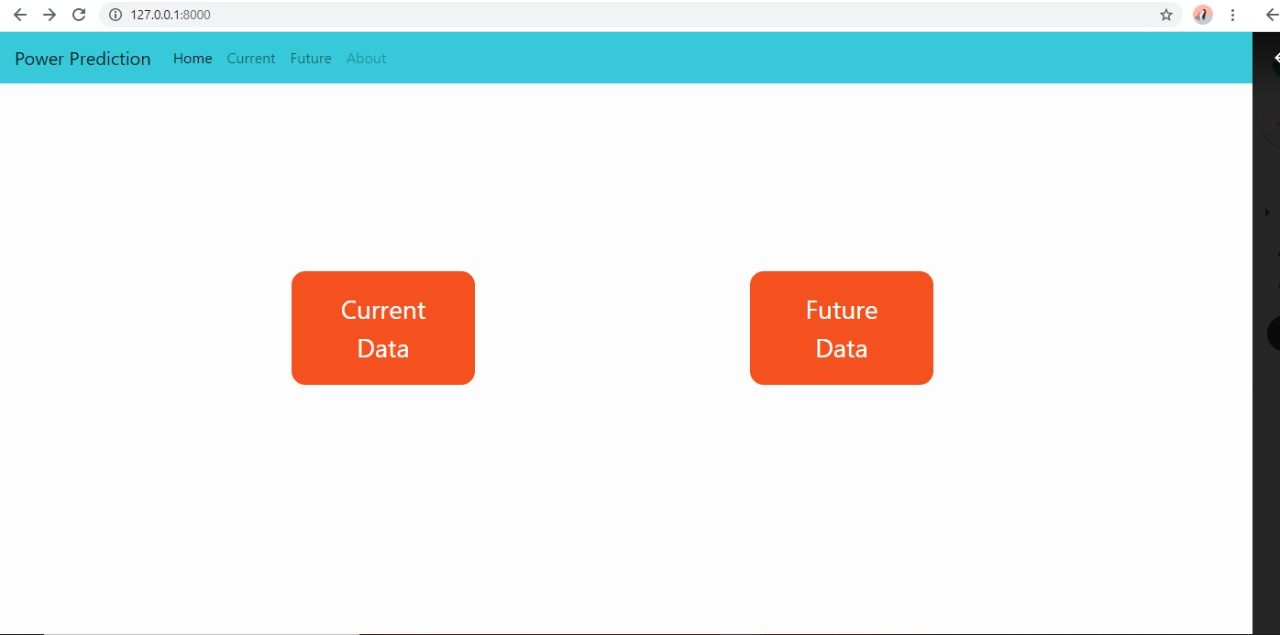 127.0.0.1:8000
Power Prediction Home Current Future About
Current
Data
Future
Data